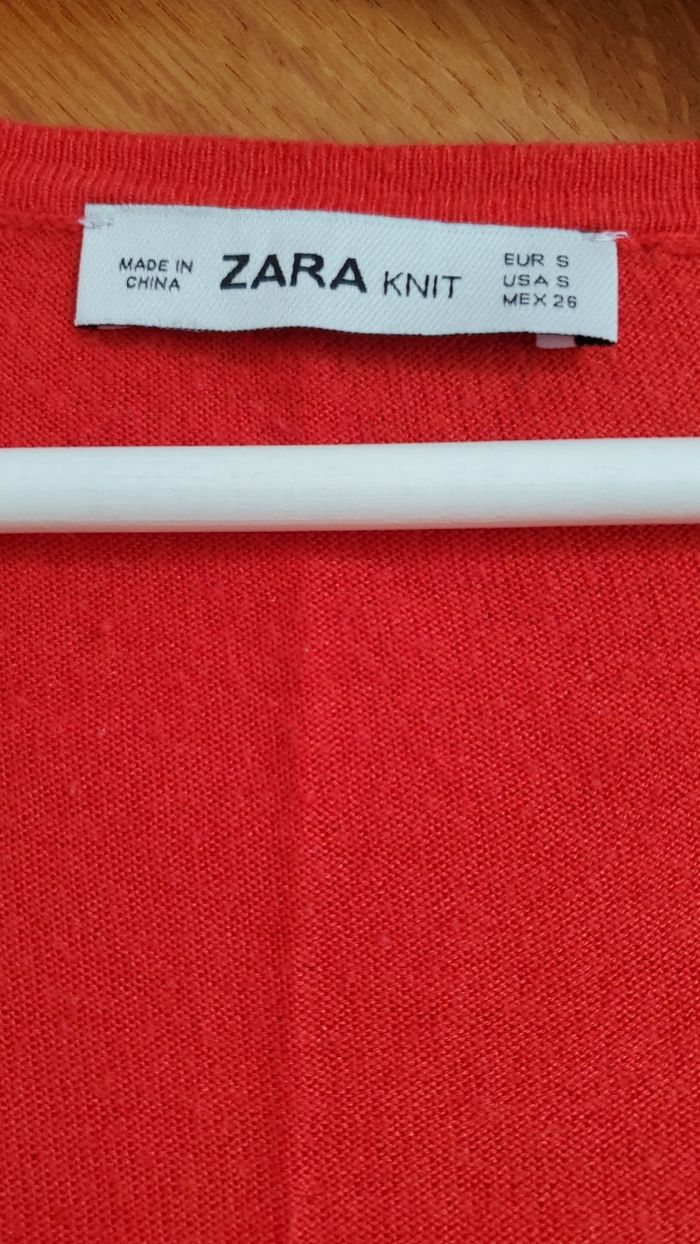 MADE IN
CHINA
ZARA KNIT
EUR S
USA S
MEX 26